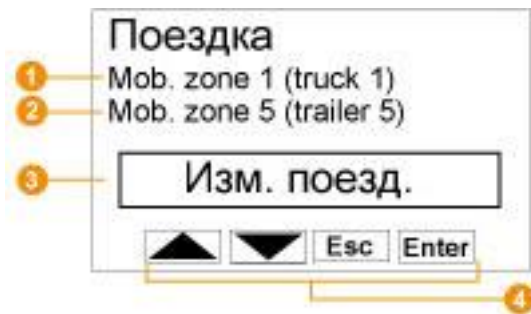 Поездка
1 Mob. zone 1 (truck 1)
2 Mob. zone 5 (trailer 5)
3 Изм. поезд.
Esc Enter
4